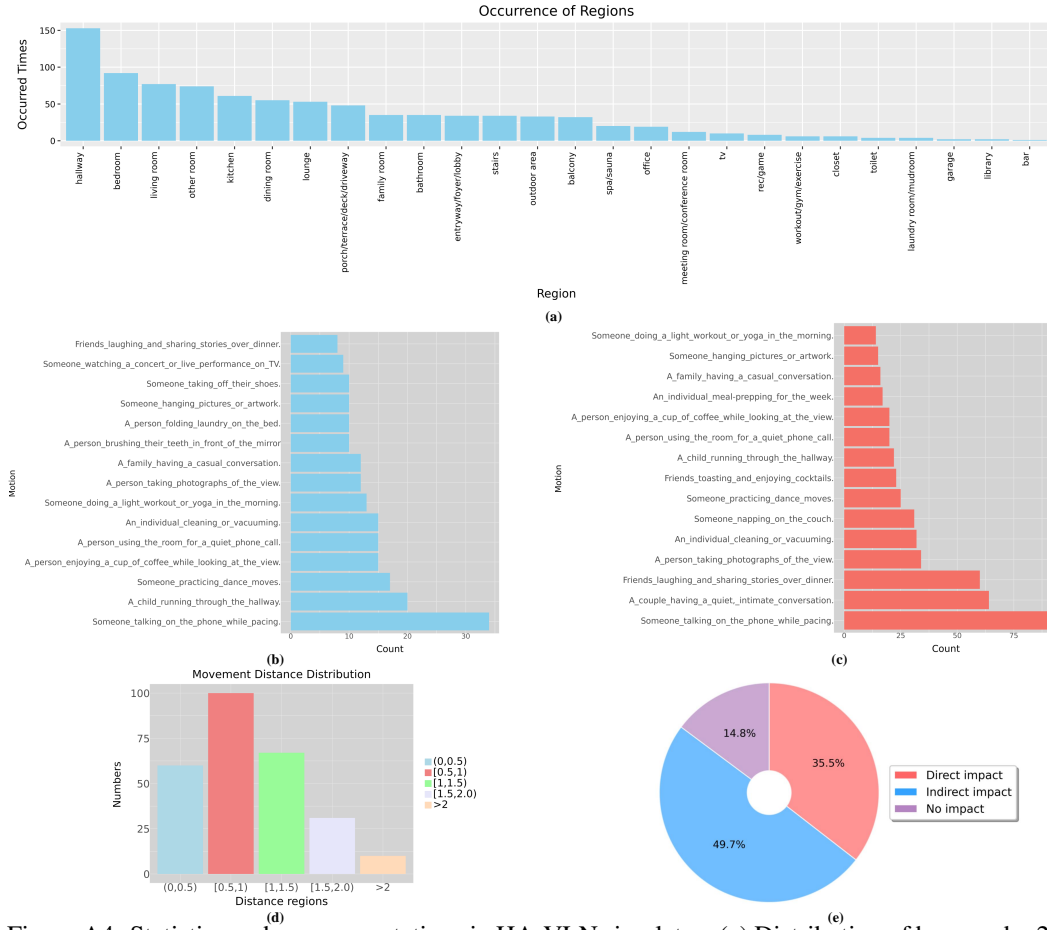 Occurrence of Regions
Occurred Times
150
100
50
0
hallway
bedroom
living room
other room
kitchen
dining room
lounge
porch/terrace/deck/driveway
family room
bathroom
entryway/foyer/lobby
stairs
outdoor area
balcony
spa/sauna
office
meeting room/conference room
tv
rec/game
workout/gym/exercise
closet
toilet
laundry room/mudroom
garage
library
bar
Region
(a)
Motion
Friends_laughing_and_sharing_stories_over_dinner.
Someone_watching_a_concert_or_live_performance_on_TV.
Someone_taking_off_their_shoes.
Someone_hanging_pictures_or_artwork.
A_person_folding_laundry_on_the_bed.
A_person_brushing_their_teeth_in_front_of_the_mirror
A_family_having_a_casual_conversation.
A_person_taking_photographs_of_the_view.
Someone_doing_a_light_workout_or_yoga_in_the_morning.
An_individual_cleaning_or_vacuuming.
A_person_using_the_room_for_a_quiet_phone_call.
A_person_enjoying_a_cup_of_coffee_while_looking_at_the_view.
Someone_practicing_dance_moves.
A_child_running_through_the_hallway.
Someone_talking_on_the_phone_while_pacing.
0 10 20 30
Count
(b)
Motion
Someone_doing_a_light_workout_or_yoga_in_the_morning.
Someone_hanging_pictures_or_artwork.
A_family_having_a_casual_conversation.
An_individual_meal-prepping_for_the_week.
A_person_enjoying_a_cup_of_coffee_while_looking_at_the_view.
A_person_using_the_room_for_a_quiet_phone_call.
A_child_running_through_the_hallway.
Friends_toasting_and_enjoying_cocktails.
Someone_practicing_dance_moves.
Someone_napping_on_the_couch.
An_individual_cleaning_or_vacuuming.
A_person_taking_photographs_of_the_view.
Friends_laughing_and_sharing_stories_over_dinner.
A_couple_having_a_quiet,_intimate_conversation.
Someone_talking_on_the_phone_while_pacing.
0 25 50 75
Count
(c)
Movement Distance Distribution
Numbers
100
75
50
25
0
(0,0.5) [0.5,1) [1,1.5) [1.5,2.0) >2
Distance regions
(0,0.5)
[0.5,1)
[1,1.5)
[1.5,2.0)
>2
(d)
14.8%
35.5%
49.7%
Direct impact
Indirect impact
No impact
(e)